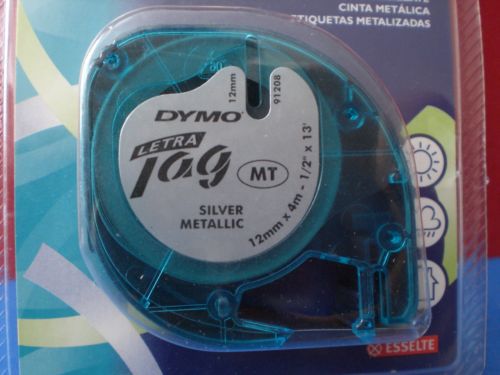 CINTA METÁLICA
ETIQUETAS METALIZADAS
12mm
91208
DYMO
LETRA
Tag
MT
SILVER
METALLIC
12mm x 4m - 1/2" x 13'
ESSELTE